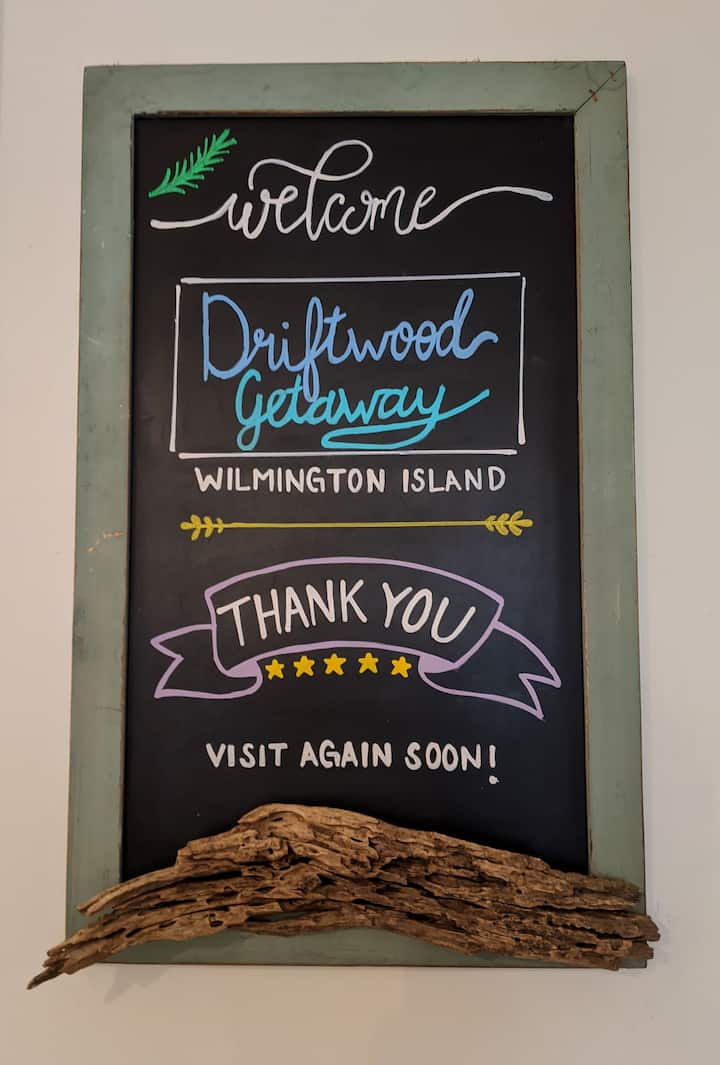 welcome
Driftwood
Getaway
WILMINGTON ISLAND
THANK YOU
VISIT AGAIN SOON!